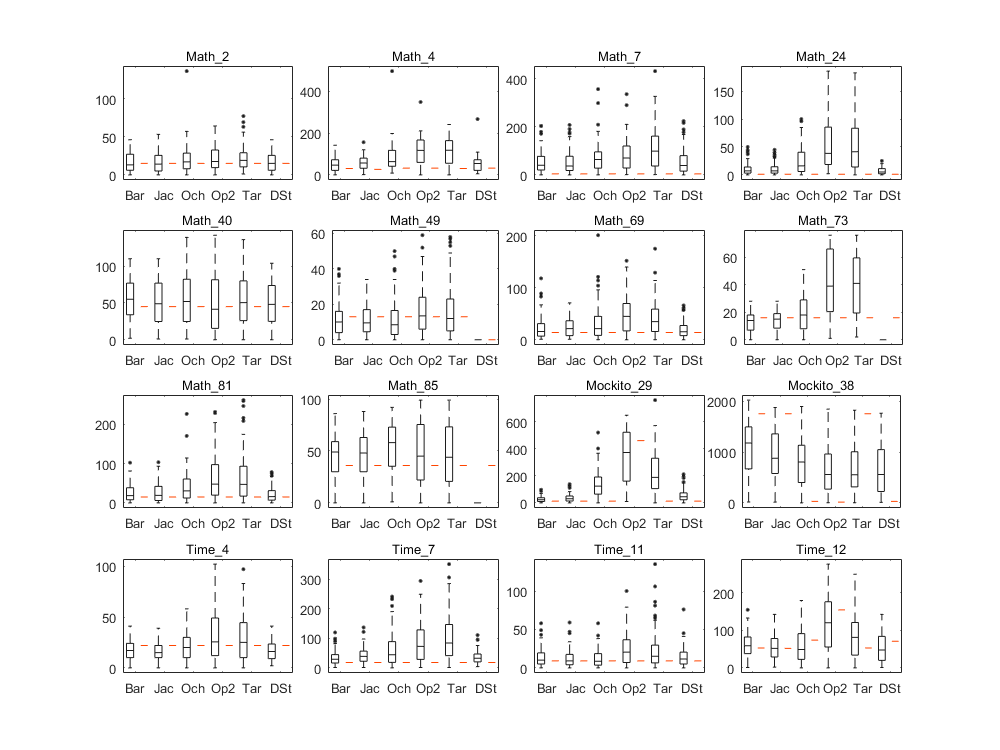 Math_2 Math_4 Math_7 Math_24
100 50 0
400 200 0
400 200 0
150 100 50 0
Bar Jac Och Op2 Tar DSt
Bar Jac Och Op2 Tar DSt
Bar Jac Och Op2 Tar DSt
Bar Jac Och Op2 Tar DSt
Math_40 Math_49 Math_69 Math_73
100 50 0
60 40 20 0
200 100 0
60 40 20 0
Bar Jac Och Op2 Tar DSt
Bar Jac Och Op2 Tar DSt
Bar Jac Och Op2 Tar DSt
Bar Jac Och Op2 Tar DSt
Math_81 Math_85 Mockito_29 Mockito_38
200 100 0
100 50 0
600 400 200 0
2000 1000 0
Bar Jac Och Op2 Tar DSt
Bar Jac Och Op2 Tar DSt
Bar Jac Och Op2 Tar DSt
Bar Jac Och Op2 Tar DSt
Time_4 Time_7 Time_11 Time_12
100 50 0
300 200 100 0
100 50 0
200 100 0
Bar Jac Och Op2 Tar DSt
Bar Jac Och Op2 Tar DSt
Bar Jac Och Op2 Tar DSt
Bar Jac Och Op2 Tar DSt